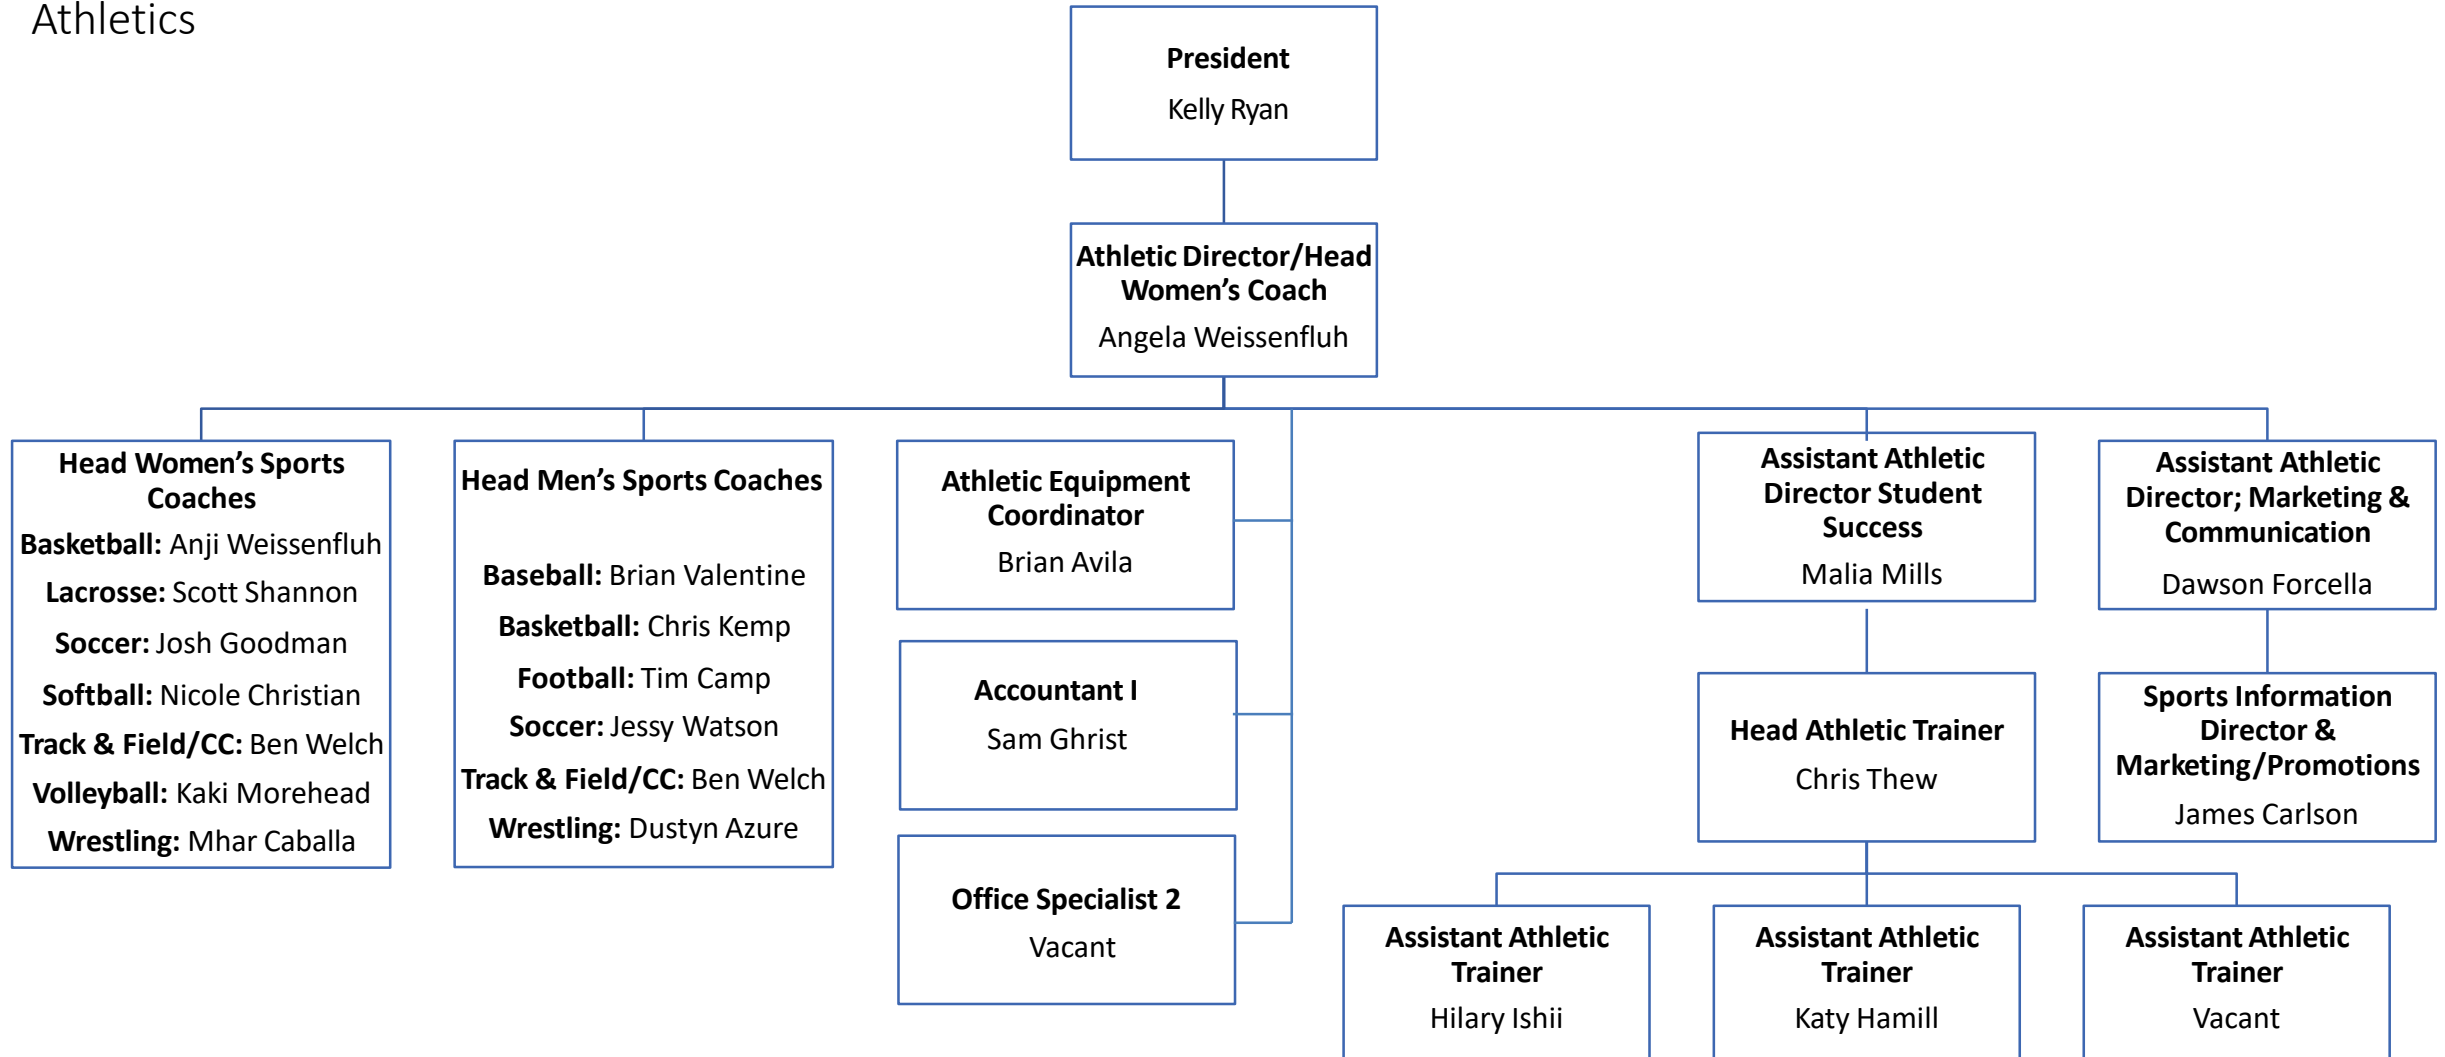 Athletics
President
Kelly Ryan
Athletic Director/Head
Women’s Coach
Angela Weissenfluh
Head Women’s Sports
Coaches
Basketball: Anji Weissenfluh
Lacrosse: Scott Shannon
Soccer: Josh Goodman
Softball: Nicole Christian
Track & Field/CC: Ben Welch
Volleyball: Kaki Morehead
Wrestling: Mhar Caballa
Head Men’s Sports Coaches
Baseball: Brian Valentine
Basketball: Chris Kemp
Football: Tim Camp
Soccer: Jessy Watson
Track & Field/CC: Ben Welch
Wrestling: Dustyn Azure
Athletic Equipment
Coordinator
Brian Avila
Accountant I
Sam Ghrist
Office Specialist 2
Vacant
Assistant Athletic
Director Student
Success
Malia Mills
Head Athletic Trainer
Chris Thew
Assistant Athletic
Trainer
Hilary Ishii
Assistant Athletic
Trainer
Katy Hamill
Assistant Athletic
Trainer
Vacant
Assistant Athletic
Director; Marketing &
Communication
Dawson Forcella
Sports Information
Director &
Marketing/Promotions
James Carlson